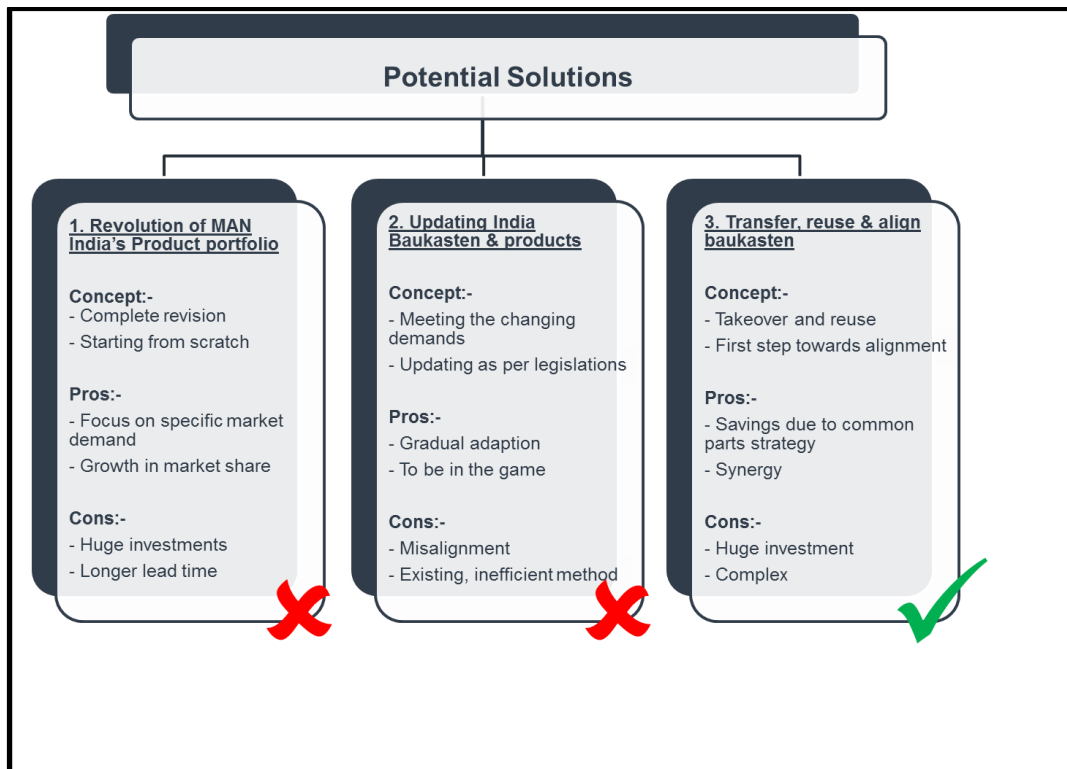 Potential Solutions
1. Revolution of MAN
India's Product portfolio
Concept:-
- Complete revision
- Starting from scratch
Pros:-
- Focus on specific market
demand
- Growth in market share
Cons:-
- Huge investments
- Longer lead time
2. Updating India
Baukasten & products
Concept:-
- Meeting the changing
demands
- Updating as per legislations
Pros:-
- Gradual adaption
- To be in the game
Cons:-
- Misalignment
- Existing, inefficient method
3. Transfer, reuse & align
baukasten
Concept:-
- Takeover and reuse
- First step towards alignment
Pros:-
- Savings due to common
parts strategy
- Synergy
Cons:-
- Huge investment
- Complex